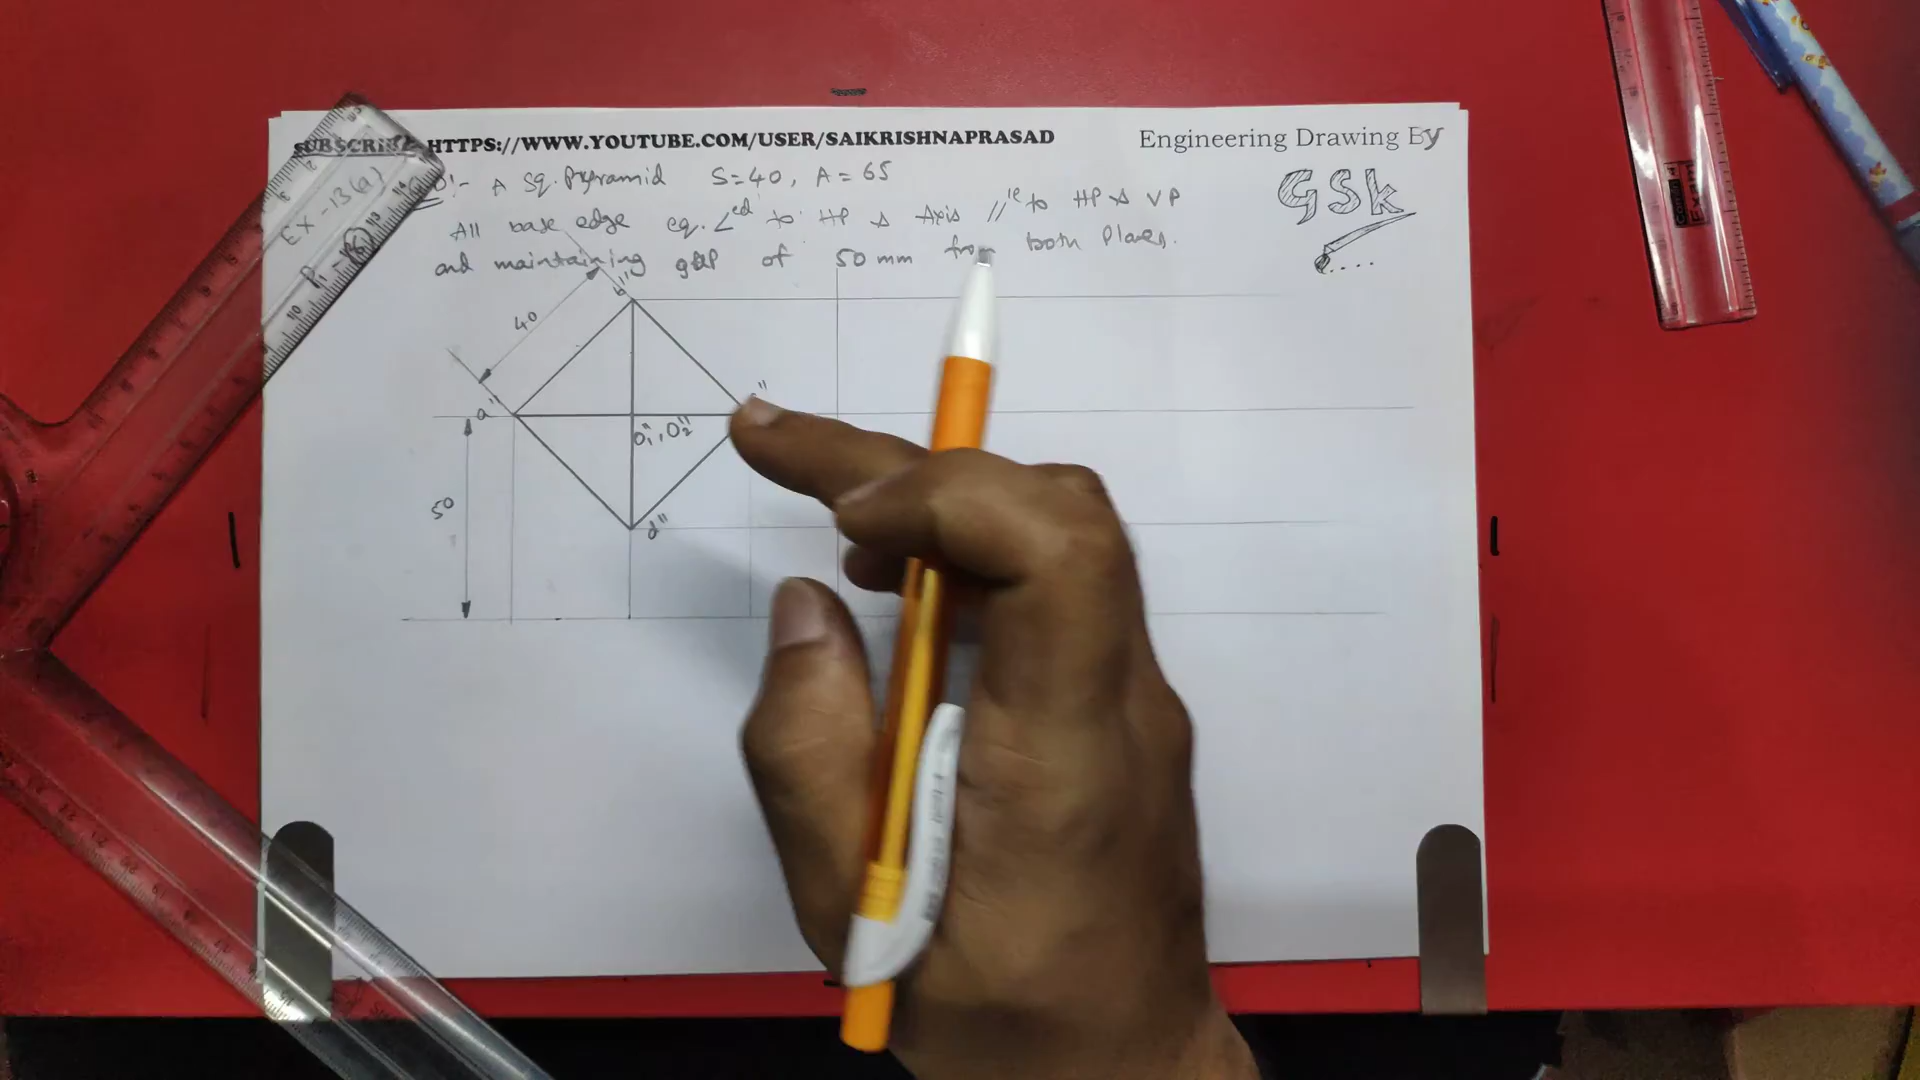 SUBSCRIBE HTTPS://WWW.YOUTUBE.COM/USER/SAIKRISHNAPRASAD
Engineering Drawing By
GSK
A Sq. Pyramid S=40, A=65
All base edge eq. ∠ed to HP & Axis //le to HP & VP
and maintaining gap of 50 mm from both Planes.
EX-13(a)
40
b"
a"
c"
O1", O2"
50
d"